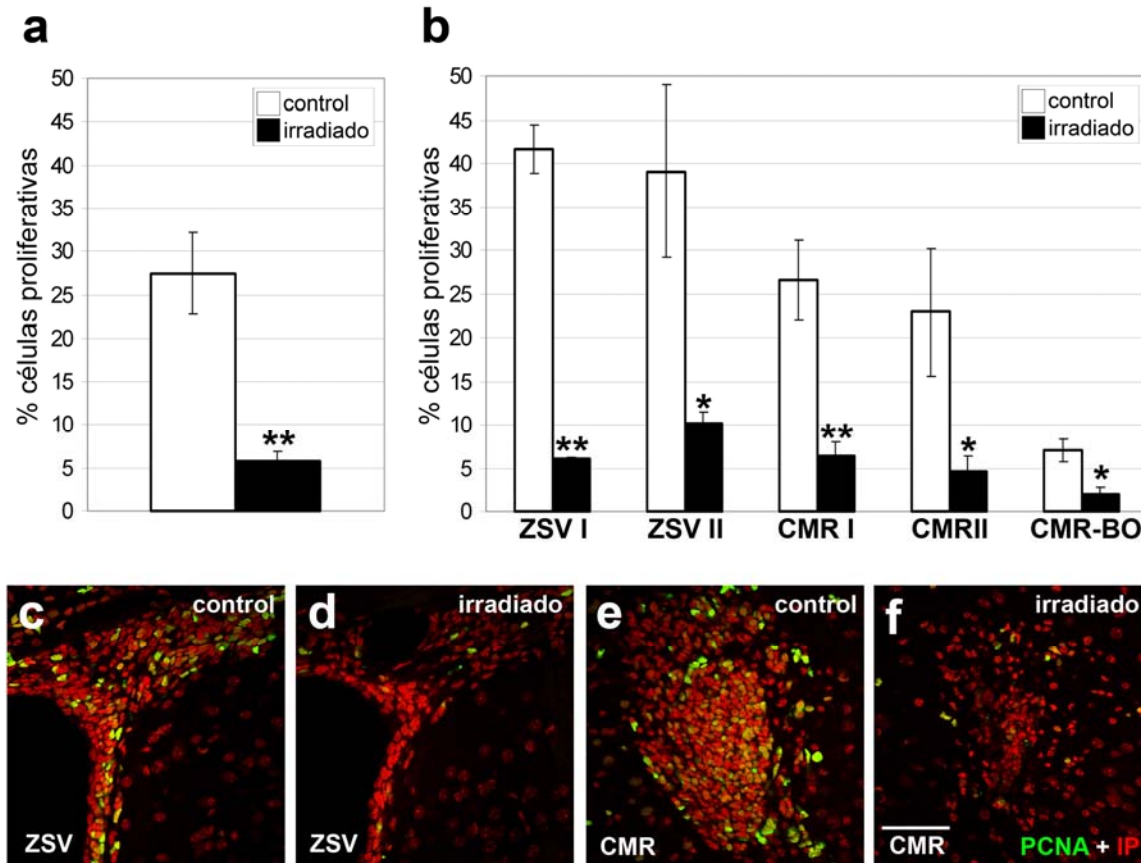 a
% células proliferativas
50
45
40
35
30
25
20
15
10
5
0
control
irradiado
**
b
% células proliferativas
50
45
40
35
30
25
20
15
10
5
0
control
irradiado
**
*
**
*
*
ZSV I
ZSV II
CMR I
CMRII
CMR-BO
c
control
ZSV
d
irradiado
ZSV
e
control
CMR
f
irradiado
CMR
PCNA + IP